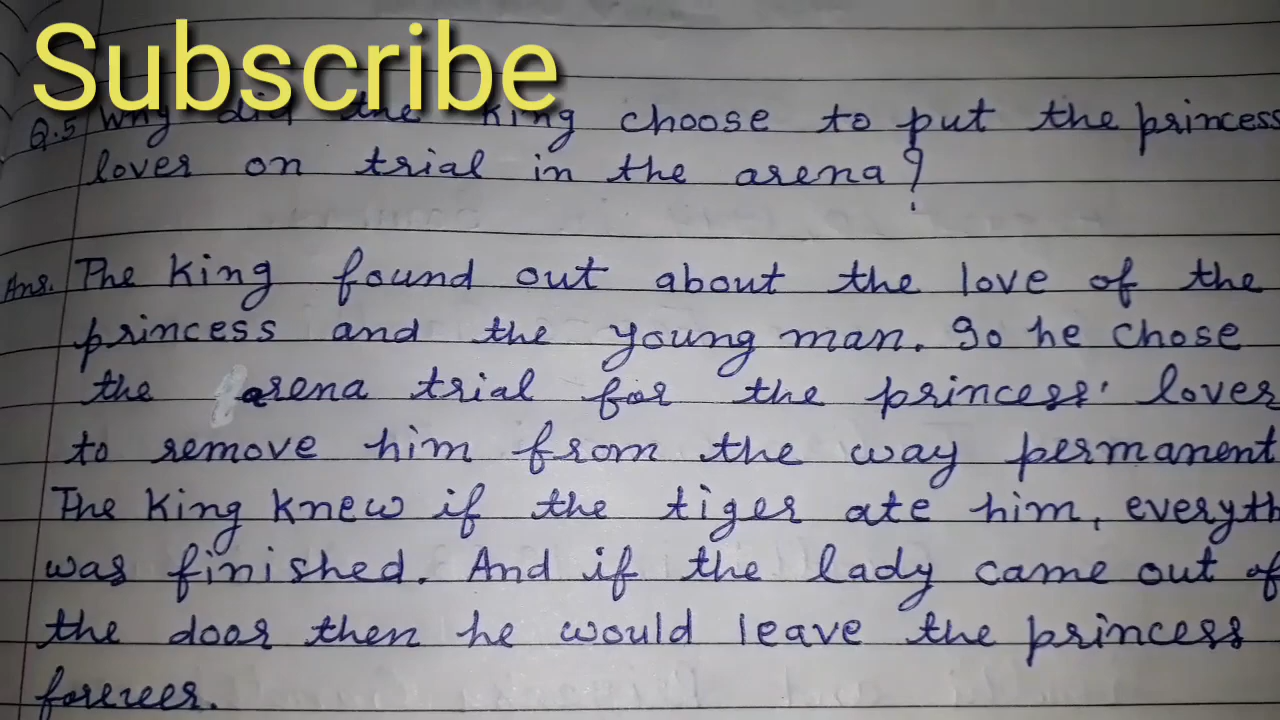 Subscribe
Q.5 Why did the King choose to put the princess
lover on trial in the arena?
Ans. The King found out about the love of the
princess and the young man. So he chose
the arena trial for the princess' lover
to remove him from the way permanent
The King knew if the tiger ate him, everyth
was finished. And if the lady came out of
the door then he would leave the princess
forever.